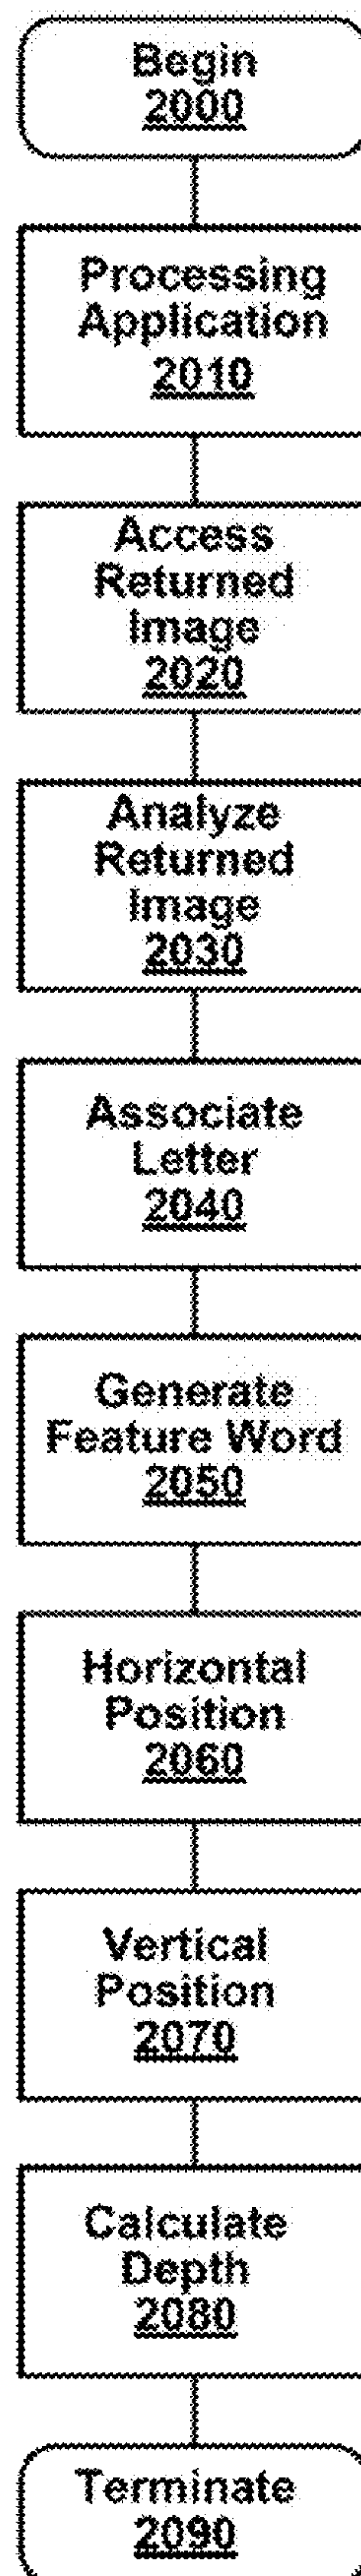 Begin
2000
Processing
Application
2010
Access
Returned
Image
2020
Analyze
Returned
Image
2030
Associate
Letter
2040
Generate
Feature Word
2050
Horizontal
Position
2060
Vertical
Position
2070
Calculate
Depth
2080
Terminate
2090